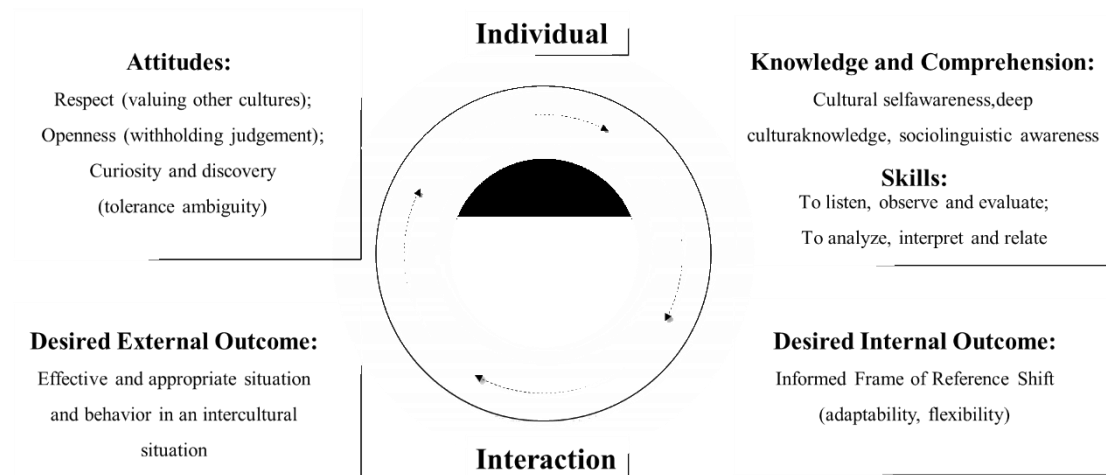 Individual
Attitudes:
Respect (valuing other cultures);
Openness (withholding judgement);
Curiosity and discovery
(tolerance ambiguity)
Knowledge and Comprehension:
Cultural selfawareness,deep
culturaknowledge, sociolinguistic awareness
Skills:
To listen, observe and evaluate;
To analyze, interpret and relate
Desired External Outcome:
Effective and appropriate situation
and behavior in an intercultural
situation
Desired Internal Outcome:
Informed Frame of Reference Shift
(adaptability, flexibility)
Interaction